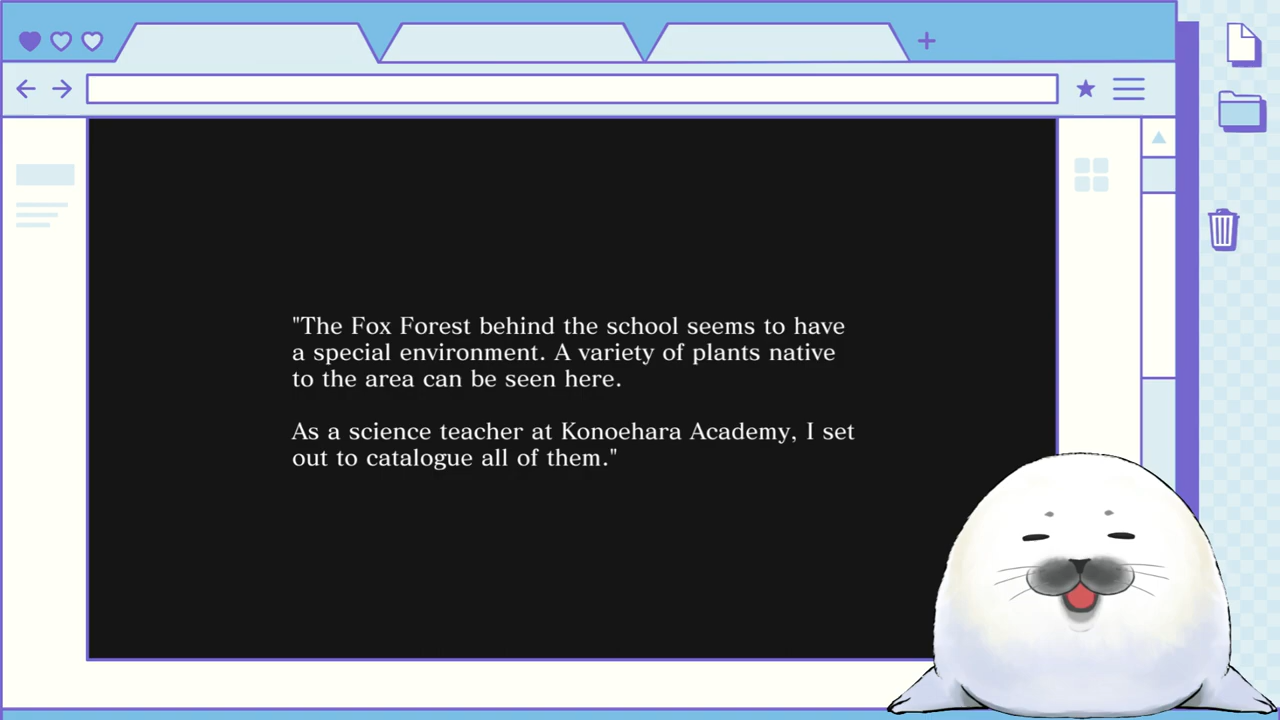 "The Fox Forest behind the school seems to have
a special environment. A variety of plants native
to the area can be seen here.
As a science teacher at Konoehara Academy, I set
out to catalogue all of them."